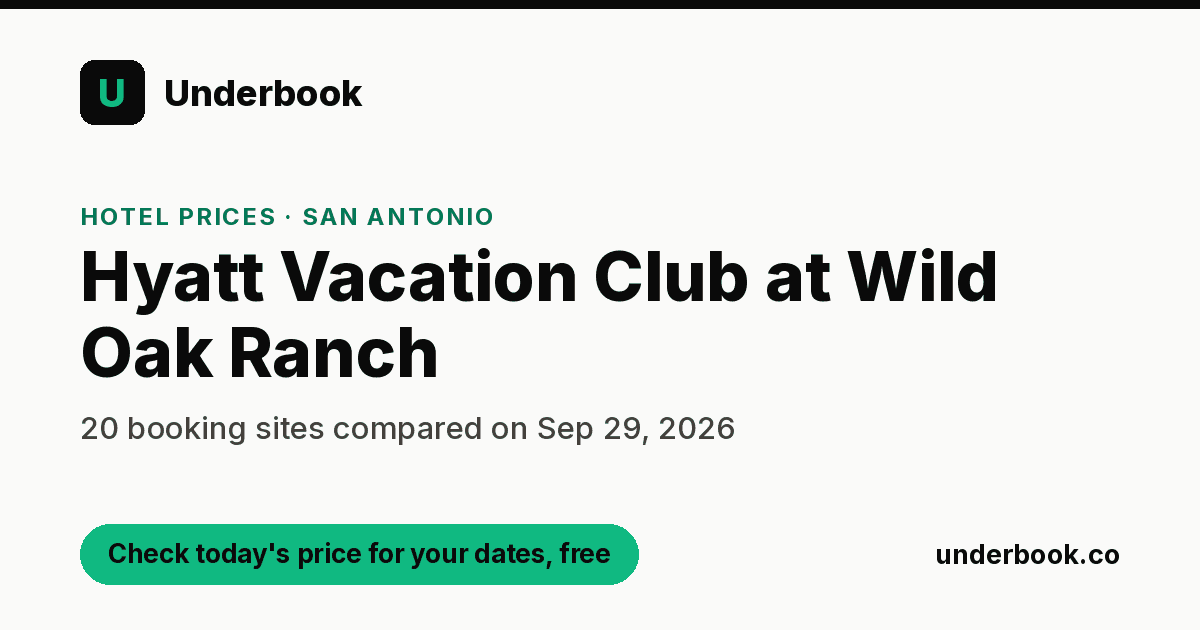 U Underbook
HOTEL PRICES · SAN ANTONIO
Hyatt Vacation Club at Wild
Oak Ranch
20 booking sites compared on Sep 29, 2026
Check today's price for your dates, free
underbook.co